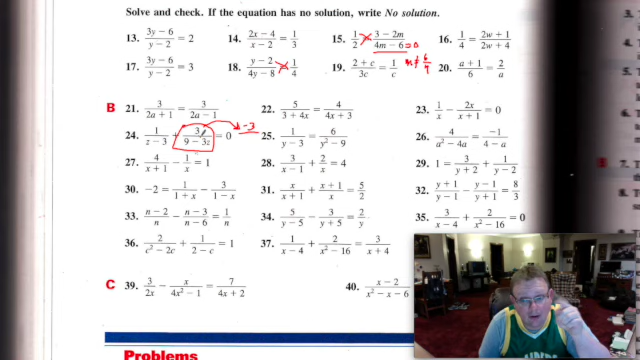 Solve and check. If the equation has no solution, write No solution.
13. (3y − 6)/(y − 2) = 2 14. (2x − 4)/(x − 2) = 1/3 15. 1/2 = (3 − 2m)/(4m − 6) =0 16. 1/4 = (2w + 1)/(2w + 4)
m ≠ 6/4
17. (3y − 6)/(y − 2) = 3 18. (y − 2)/(4y − 8) = 1/4 19. (2 + c)/3c = 1/c 20. (a + 1)/6 = 2/a
B 21. 3/(2a + 1) = 3/(2a − 1) 22. 5/(3 + 4x) = 4/(4x + 3) 23. 1/x − 2x/(x + 1) = 0
24. 1/(z − 3) + 3/(9 − 3z) = 0 −3 25. 1/(y − 3) = 6/(y² − 9) 26. 4/(a² − 4a) = −1/(4 − a)
27. 4/(x + 1) − 1/x = 1 28. 3/(x − 1) + 2/x = 4 29. 1 = 3/(y + 2) + 1/(y − 2)
30. −2 = 1/(1 + x) − 3/(1 − x) 31. x/(x + 1) + (x + 1)/x = 5/2 32. (y + 1)/(y − 1) − (y − 1)/(y + 1) = 8/3
33. (n − 2)/n − (n − 3)/(n − 6) = 1/n 34. 5/(y − 5) − 3/(y + 5) = 2/y 35. 3/(x − 4) + 2/(x² − 16) = 0
36. 2/(c² − 2c) + 1/(2 − c) = 1 37. 1/(x − 4) + 2/(x² − 16) = 3/(x + 4)
C 39. 3/2x − x/(4x² − 1) = 7/(4x + 2) 40. (x − 2)/(x² − x − 6)
Problems